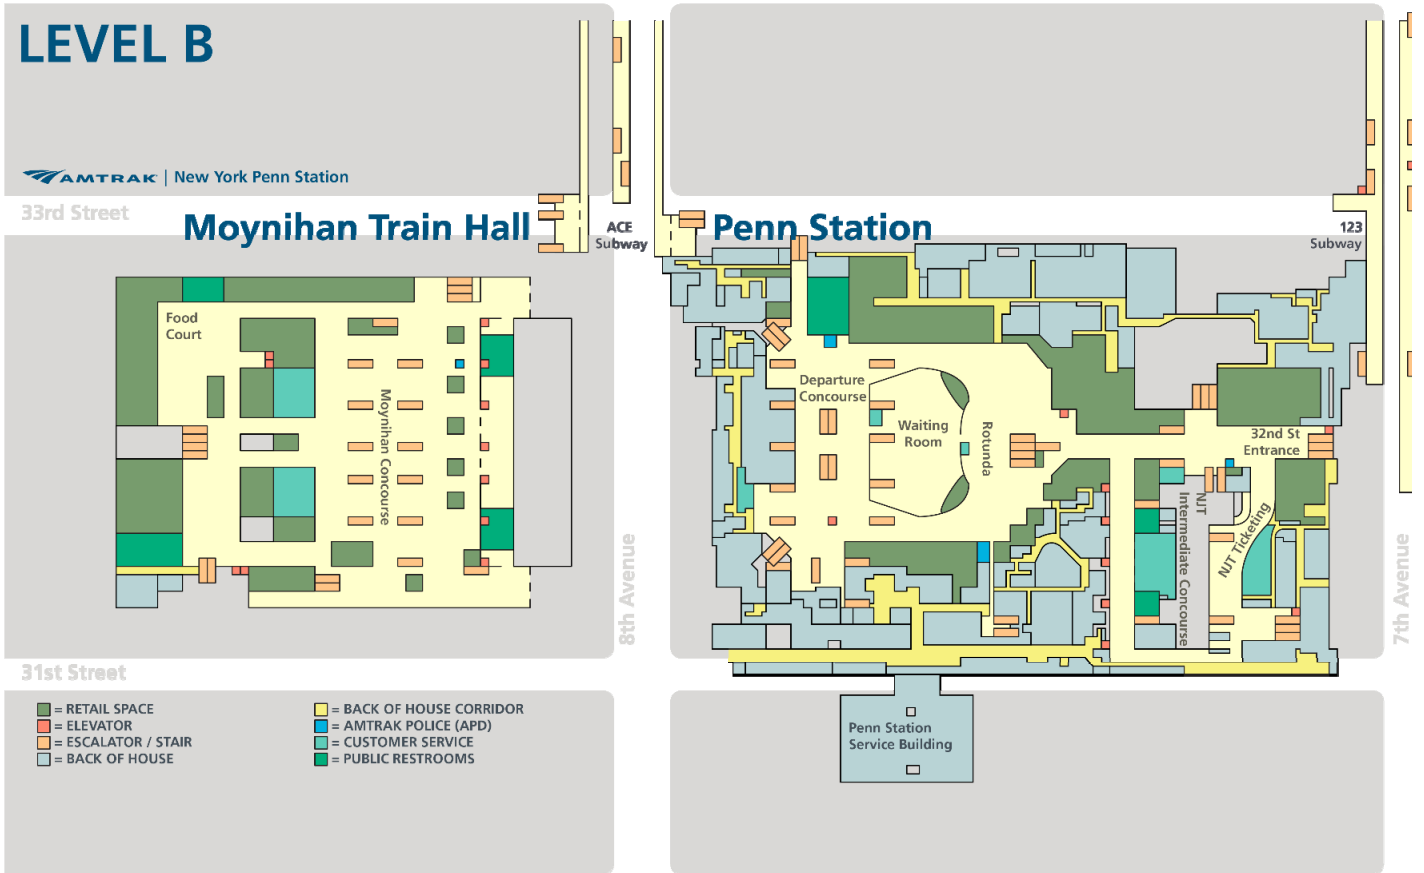 LEVEL B
AMTRAK | New York Penn Station
33rd Street
Moynihan Train Hall
ACE
Subway
Penn Station
123
Subway
Food
Court
Moynihan Concourse
Departure
Concourse
Waiting
Room
Rotunda
32nd St
Entrance
NJT
Intermediate Concourse
NJT Ticketing
8th Avenue
7th Avenue
31st Street
= RETAIL SPACE
= ELEVATOR
= ESCALATOR / STAIR
= BACK OF HOUSE
= BACK OF HOUSE CORRIDOR
= AMTRAK POLICE (APD)
= CUSTOMER SERVICE
= PUBLIC RESTROOMS
Penn Station
Service Building